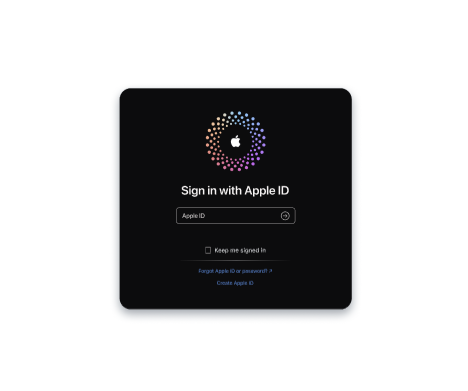 Sign in with Apple ID
Apple ID
Keep me signed in
Forgot Apple ID or password? ↗
Create Apple ID